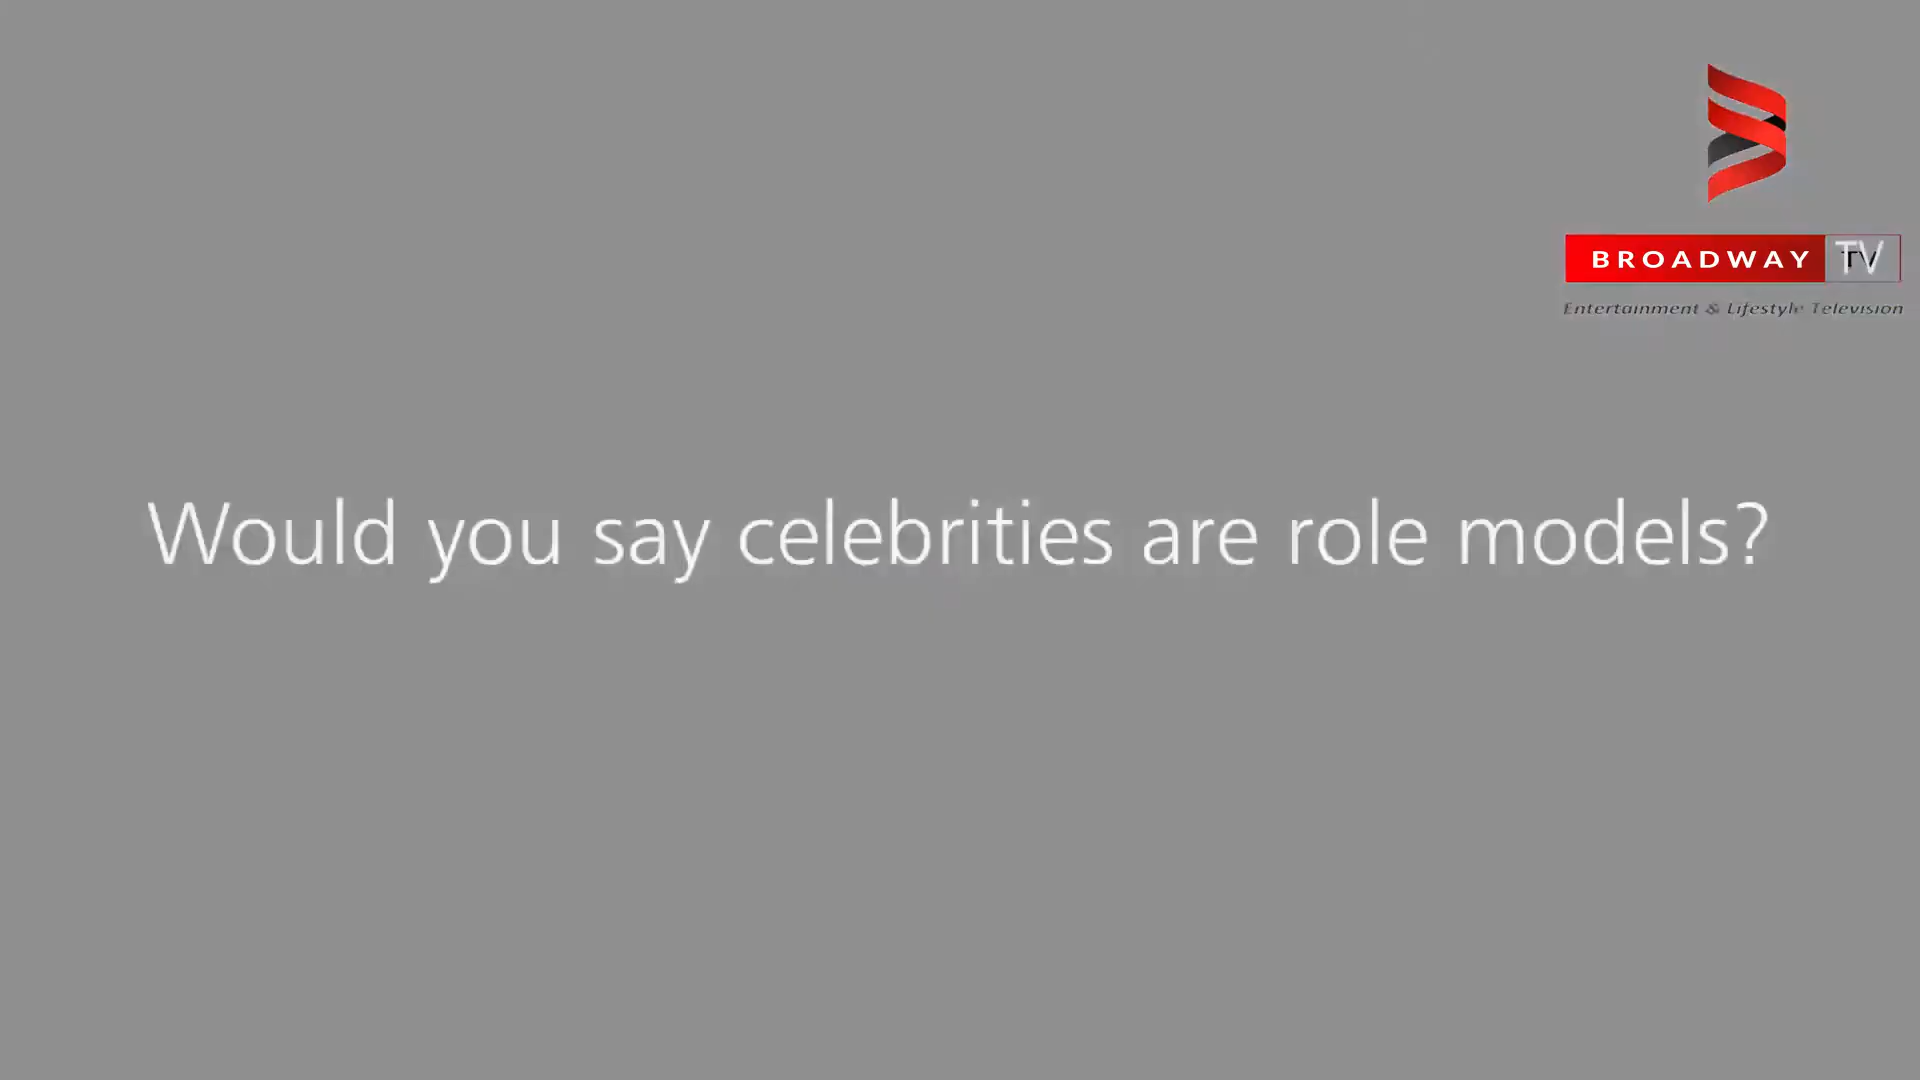 BROADWAY TV
Entertainment & Lifestyle Television
Would you say celebrities are role models?